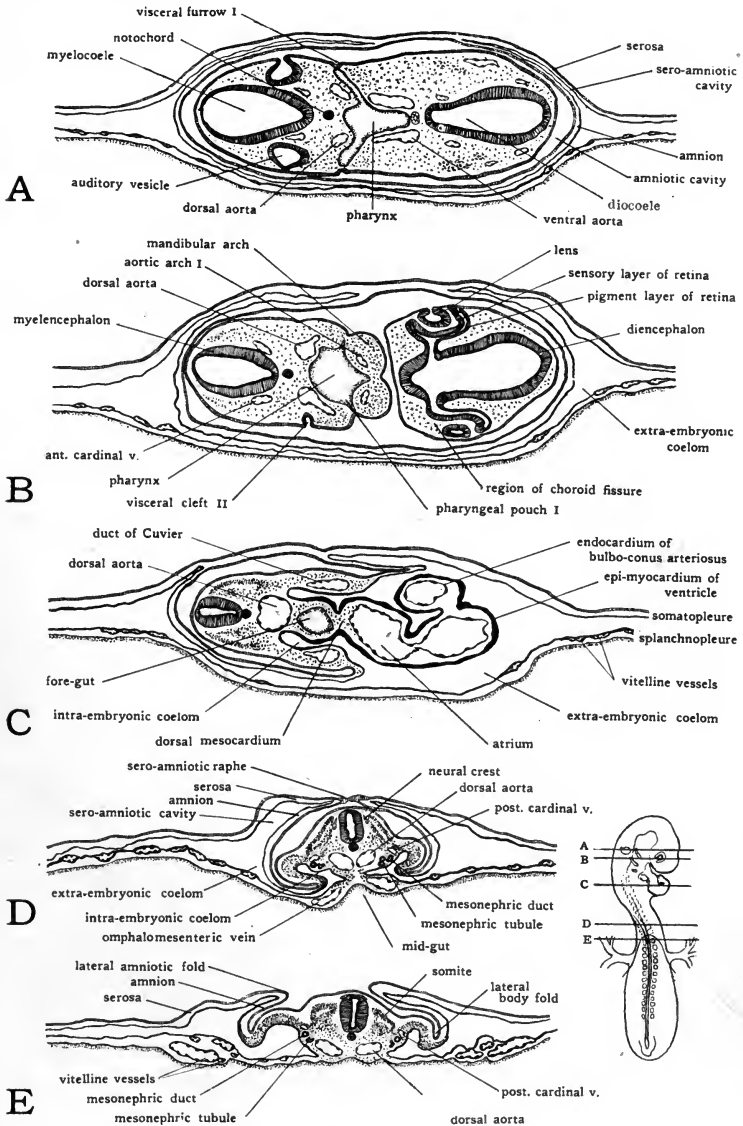 visceral furrow I
notochord
myelocoele
serosa
sero-amniotic
cavity
amnion
amniotic cavity
diocoele
ventral aorta
pharynx
dorsal aorta
auditory vesicle
A
mandibular arch
aortic arch I
dorsal aorta
myelencephalon
lens
sensory layer of retina
pigment layer of retina
diencephalon
extra-embryonic
coelom
region of choroid fissure
pharyngeal pouch I
ant. cardinal v.
pharynx
visceral cleft II
B
duct of Cuvier
dorsal aorta
endocardium of
bulbo-conus arteriosus
epi-myocardium of
ventricle
somatopleure
splanchnopleure
vitelline vessels
extra-embryonic coelom
atrium
fore-gut
intra-embryonic coelom
dorsal mesocardium
C
sero-amniotic raphe
serosa
amnion
sero-amniotic cavity
neural crest
dorsal aorta
post. cardinal v.
extra-embryonic coelom
intra-embryonic coelom
omphalomesenteric vein
mid-gut
mesonephric duct
mesonephric tubule
D
A
B
C
D
E
lateral amniotic fold
amnion
serosa
somite
lateral
body fold
vitelline vessels
mesonephric duct
mesonephric tubule
post. cardinal v.
dorsal aorta
E